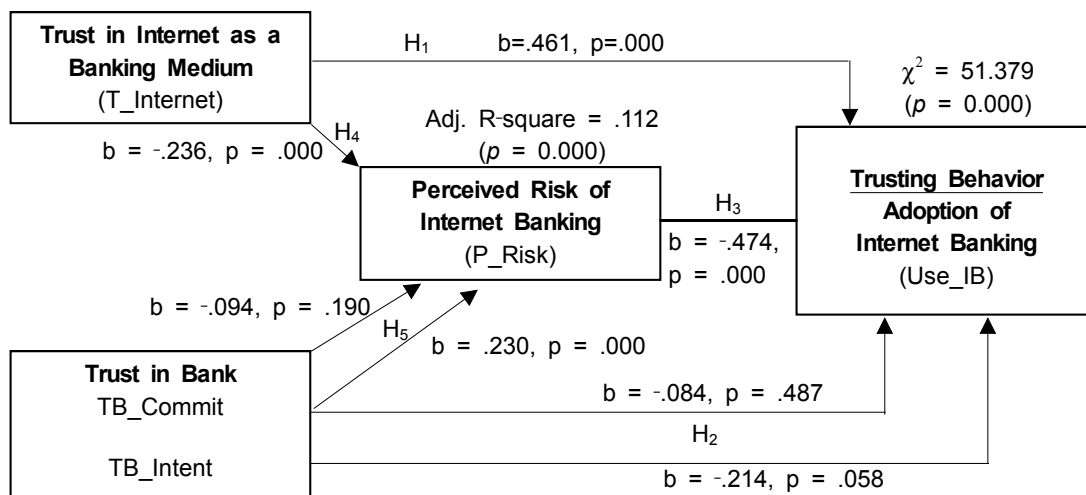 Trust in Internet as a
Banking Medium
(T_Internet)
H1 b=.461, p=.000
χ2 = 51.379
(p = 0.000)
H4
b = -.236, p = .000
Adj. R-square = .112
(p = 0.000)
Perceived Risk of
Internet Banking
(P_Risk)
H3
b = -.474,
p = .000
Trusting Behavior
Adoption of
Internet Banking
(Use_IB)
b = -.094, p = .190
H5
b = .230, p = .000
Trust in Bank
TB_Commit
TB_Intent
b = -.084, p = .487
H2
b = -.214, p = .058